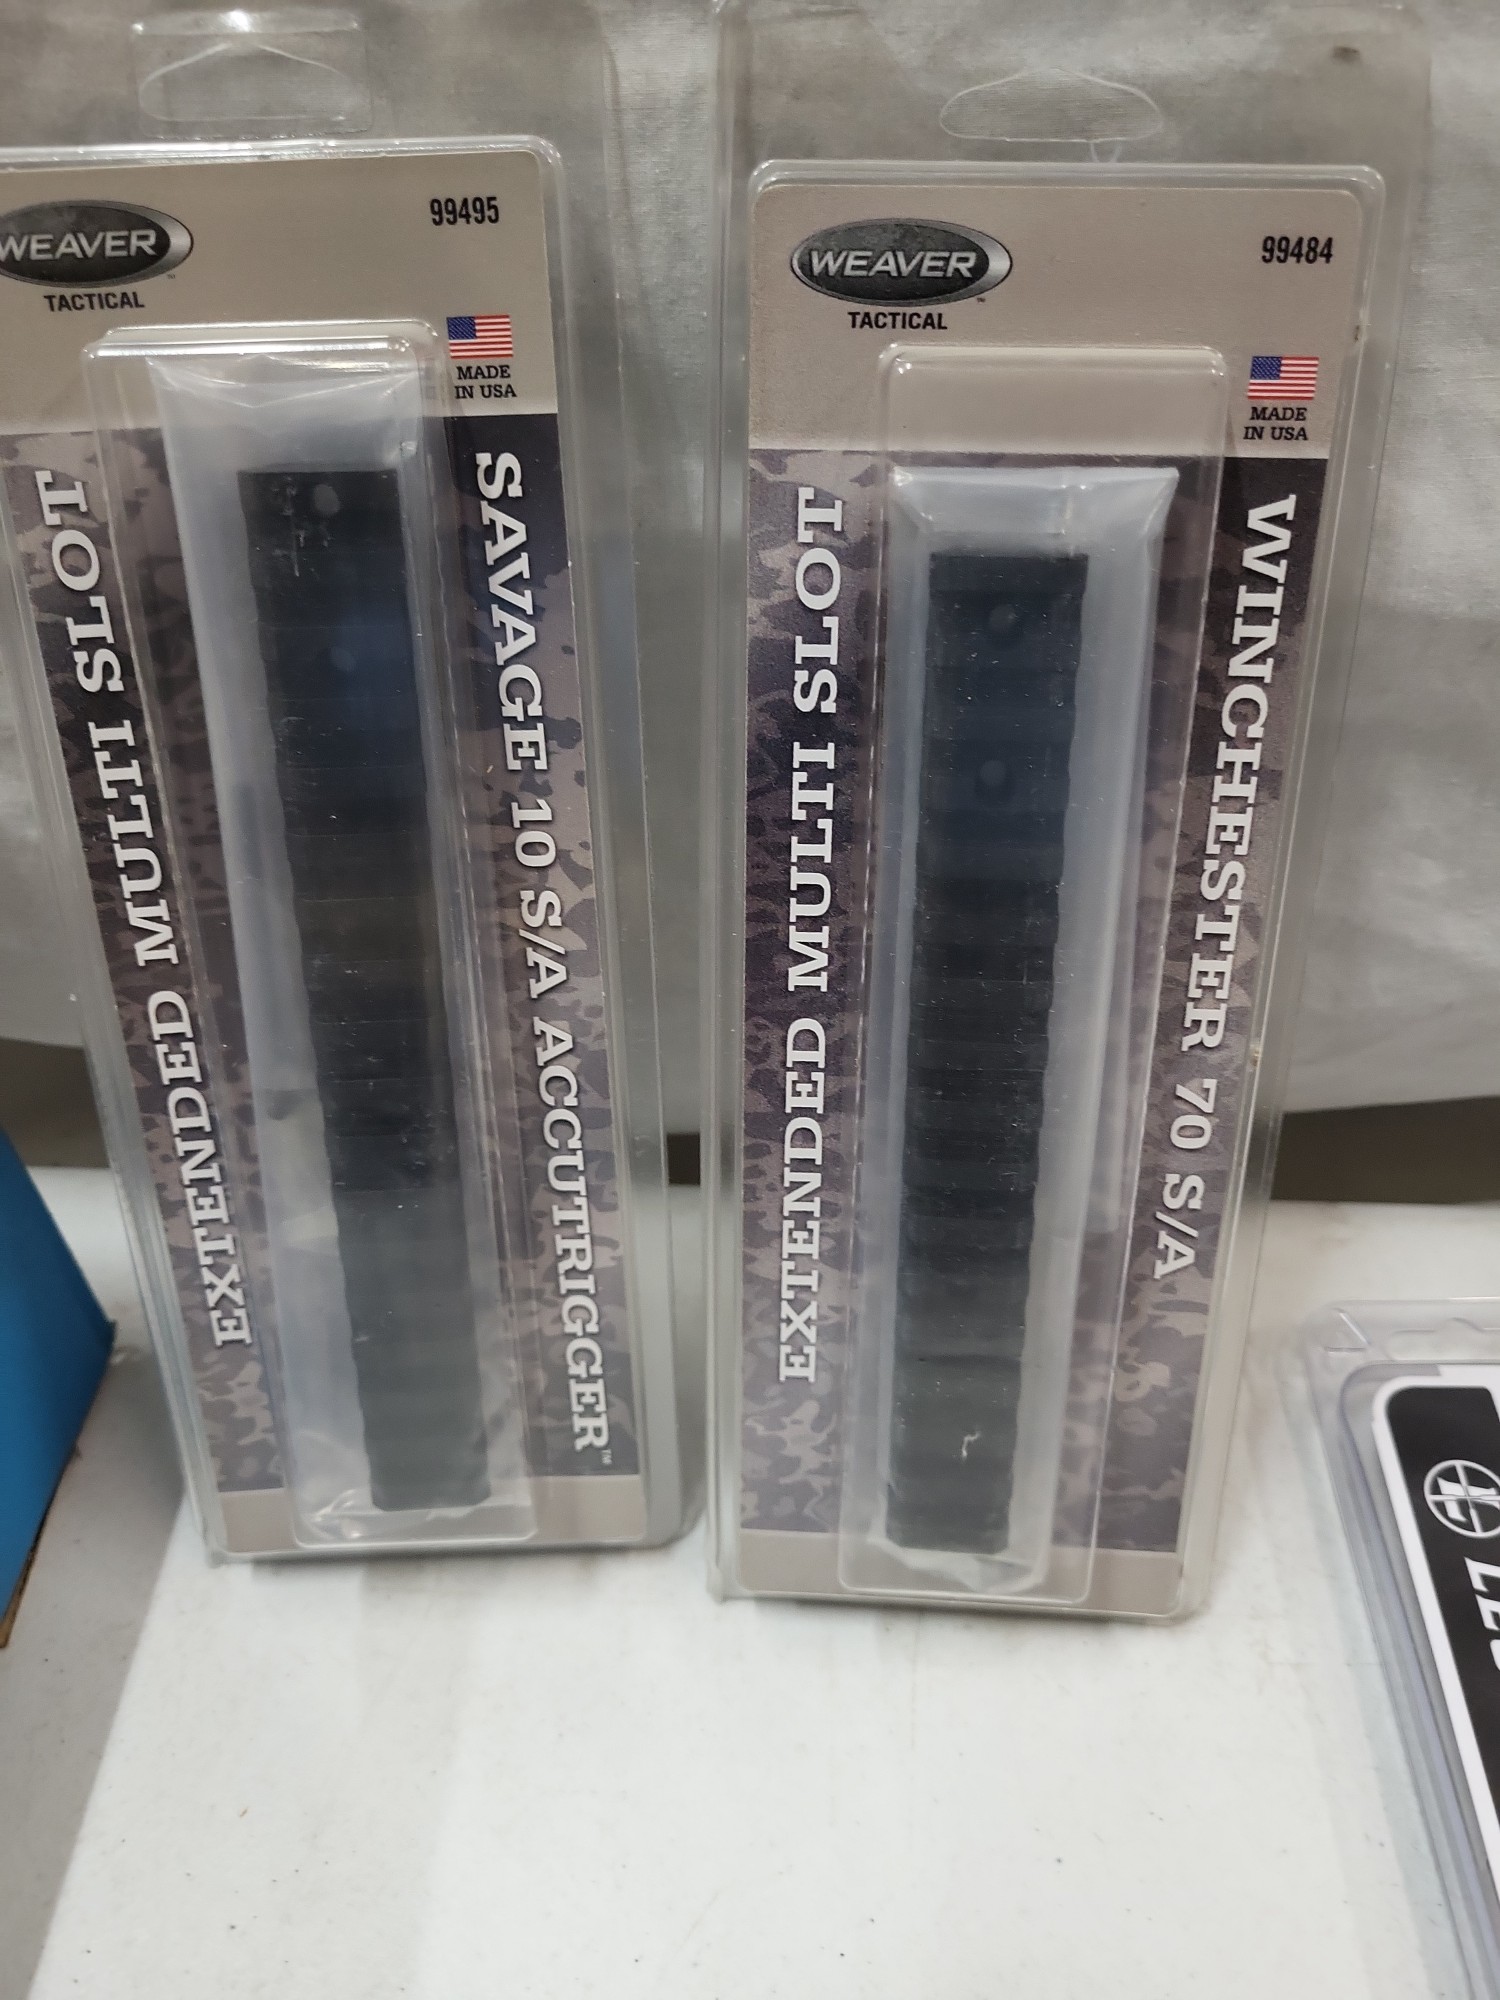 WEAVER
TACTICAL
99495
MADE
IN USA
EXTENDED MULTI SLOT
SAVAGE 10 S/A ACCUTRIGGER™
WEAVER™
TACTICAL
99484
MADE
IN USA
EXTENDED MULTI SLOT
WINCHESTER 70 S/A